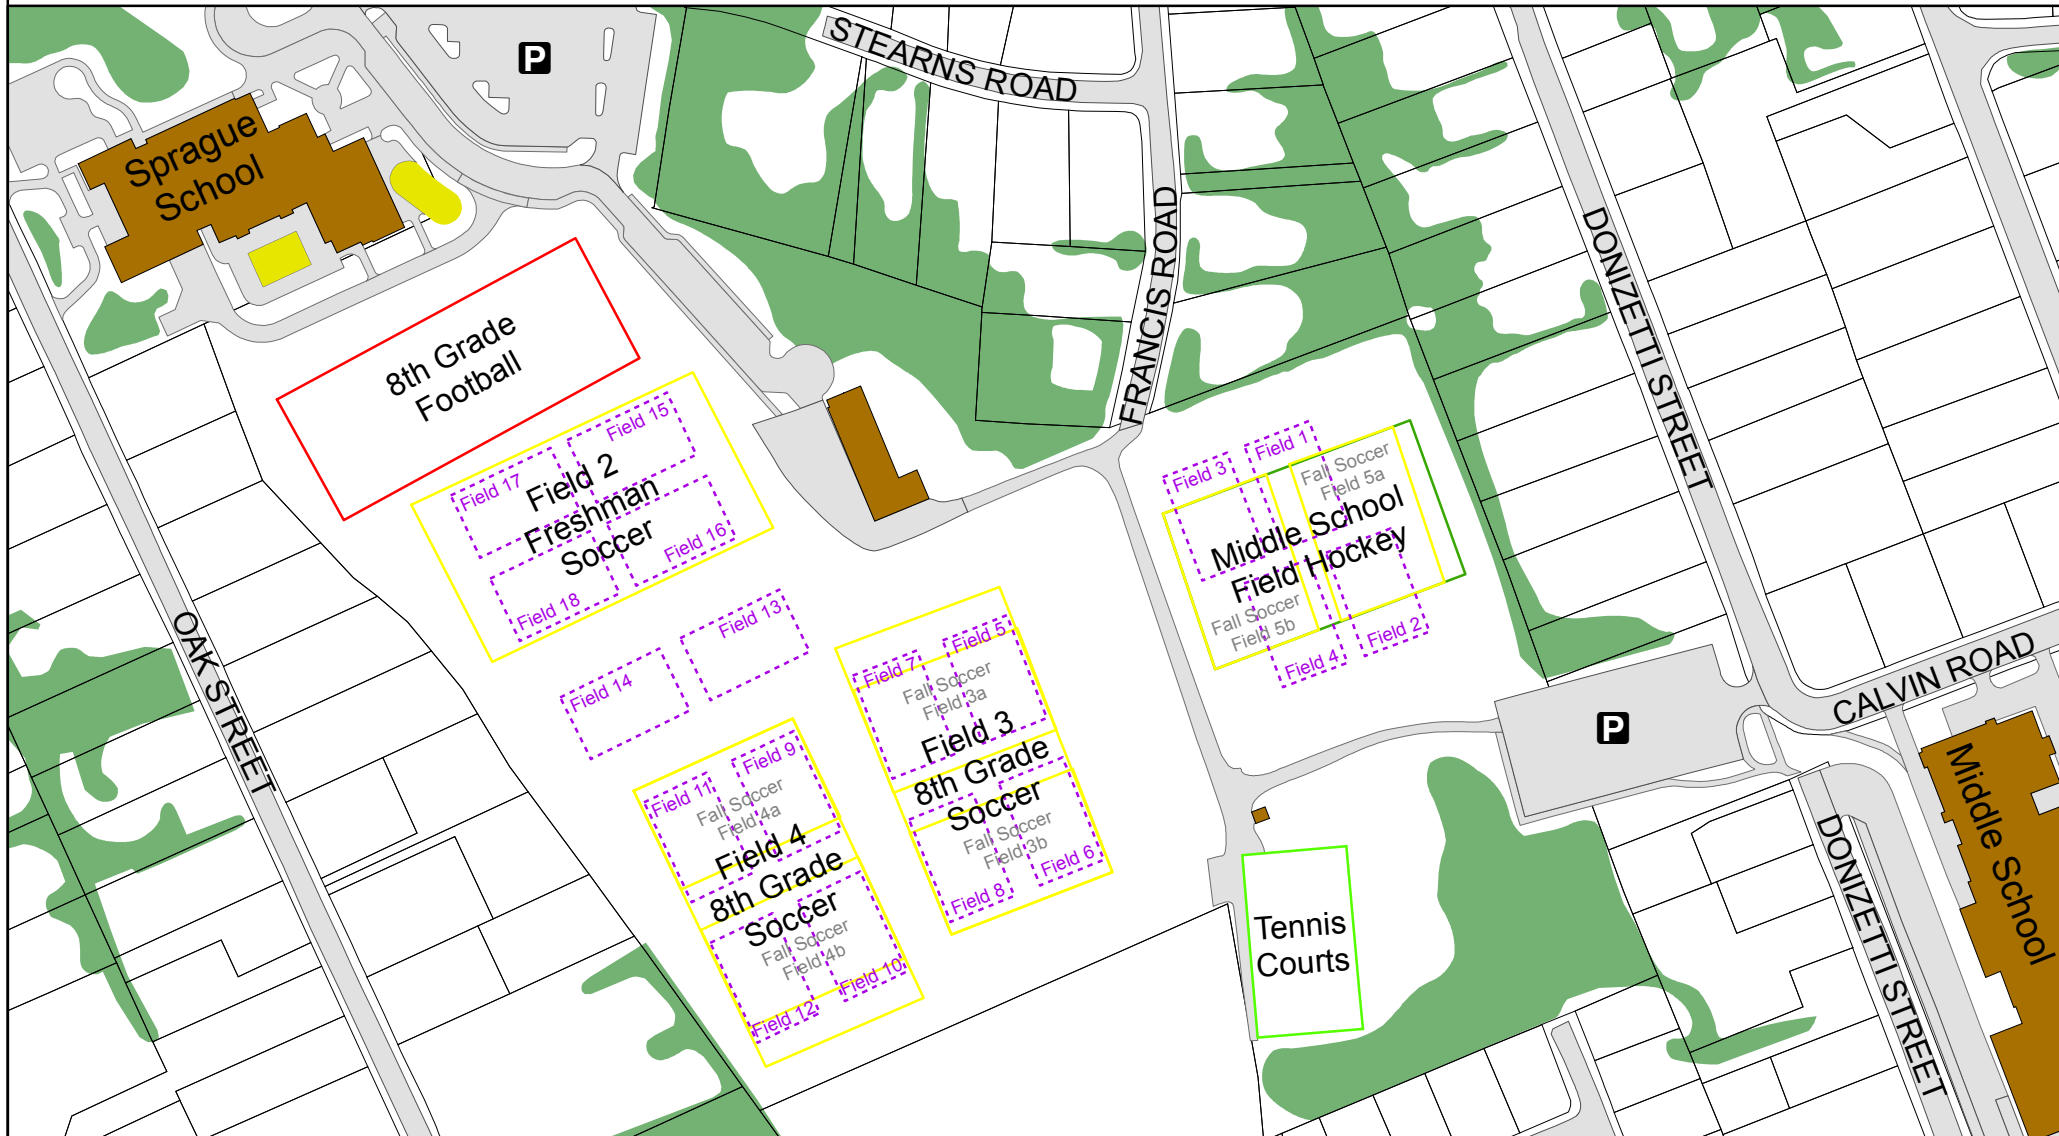 P
STEARNS ROAD
Sprague
School
FRANCIS ROAD
DONIZETTI STREET
8th Grade
Football
Field 15
Field 17
Field 2
Freshman
Soccer
Field 16
Field 18
Field 1
Field 3
Fall Soccer
Field 5a
Middle School
Field Hockey
Fall Soccer
Field 5b
Field 2
Field 4
OAK STREET
Field 13
Field 14
Field 5
Field 7
Fall Soccer
Field 3a
Field 3
8th Grade
Soccer
Fall Soccer
Field 3b
Field 6
Field 8
Field 9
Field 11
Fall Soccer
Field 4a
Field 4
8th Grade
Soccer
Fall Soccer
Field 4b
Field 10
Field 12
CALVIN ROAD
P
Middle School
DONIZETTI STREET
Tennis
Courts